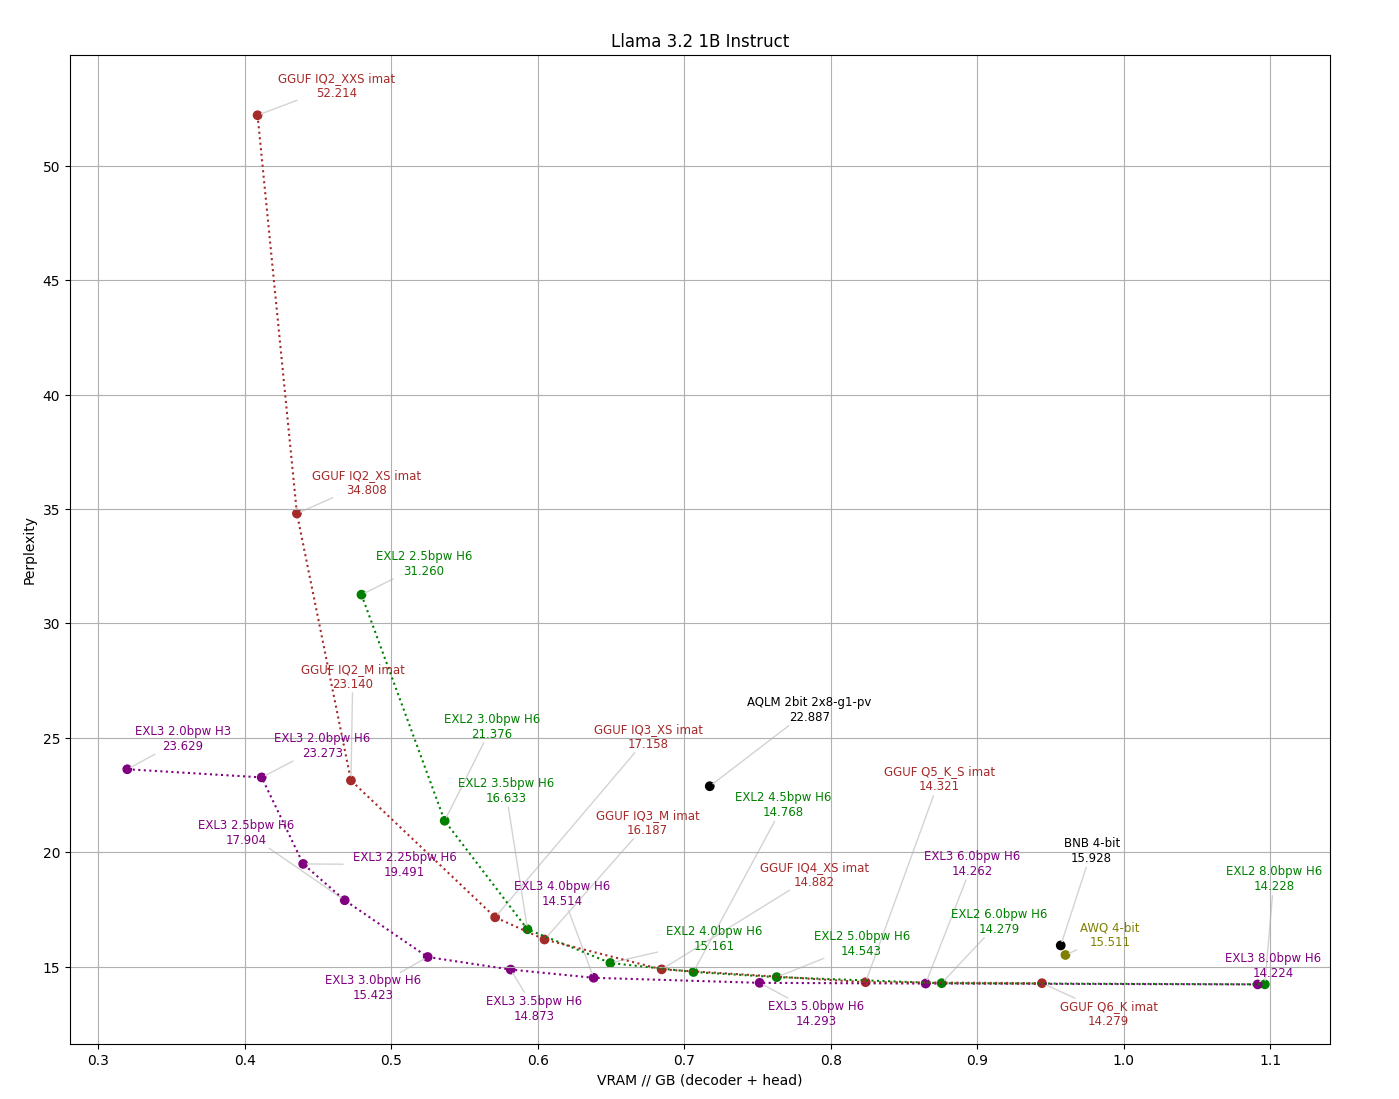 Llama 3.2 1B Instruct
GGUF IQ2_XXS imat
52.214
GGUF IQ2_XS imat
34.808
EXL2 2.5bpw H6
31.260
GGUF IQ2_M imat
23.140
AQLM 2bit 2x8-g1-pv
22.887
EXL2 3.0bpw H6
21.376
GGUF IQ3_XS imat
17.158
EXL3 2.0bpw H3
23.629
EXL3 2.0bpw H6
23.273
GGUF Q5_K_S imat
14.321
EXL2 3.5bpw H6
16.633
EXL2 4.5bpw H6
14.768
GGUF IQ3_M imat
16.187
EXL3 2.5bpw H6
17.904
BNB 4-bit
15.928
EXL3 2.25bpw H6
19.491
EXL3 6.0bpw H6
14.262
GGUF IQ4_XS imat
14.882
EXL2 8.0bpw H6
14.228
EXL3 4.0bpw H6
14.514
EXL2 6.0bpw H6
14.279
EXL2 4.0bpw H6
15.161
AWQ 4-bit
15.511
EXL2 5.0bpw H6
14.543
EXL3 8.0bpw H6
14.224
EXL3 3.0bpw H6
15.423
EXL3 3.5bpw H6
14.873
EXL3 5.0bpw H6
14.293
GGUF Q6_K imat
14.279
Perplexity
50
45
40
35
30
25
20
15
0.3 0.4 0.5 0.6 0.7 0.8 0.9 1.0 1.1
VRAM // GB (decoder + head)